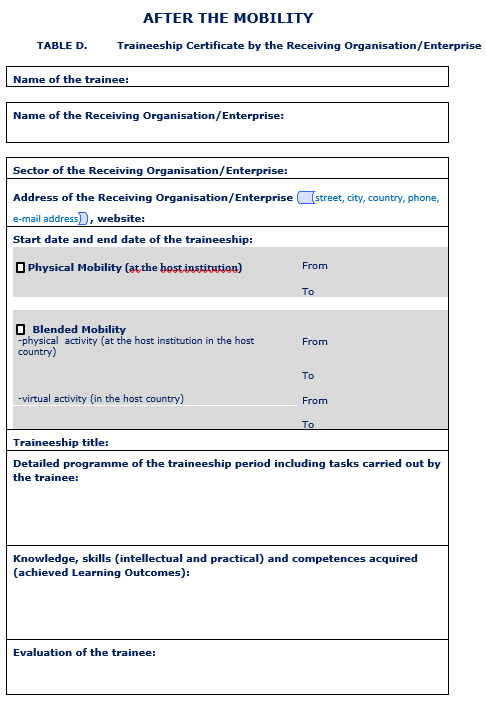 AFTER THE MOBILITY
TABLE D. Traineeship Certificate by the Receiving Organisation/Enterprise
Name of the trainee:
Name of the Receiving Organisation/Enterprise:
Sector of the Receiving Organisation/Enterprise:
Address of the Receiving Organisation/Enterprise (street, city, country, phone,
e-mail address), website:
Start date and end date of the traineeship:
Physical Mobility (at the host institution) From
To
Blended Mobility
-physical activity (at the host institution in the host From
country)
To
-virtual activity (in the host country) From
To
Traineeship title:
Detailed programme of the traineeship period including tasks carried out by
the trainee:
Knowledge, skills (intellectual and practical) and competences acquired
(achieved Learning Outcomes):
Evaluation of the trainee: